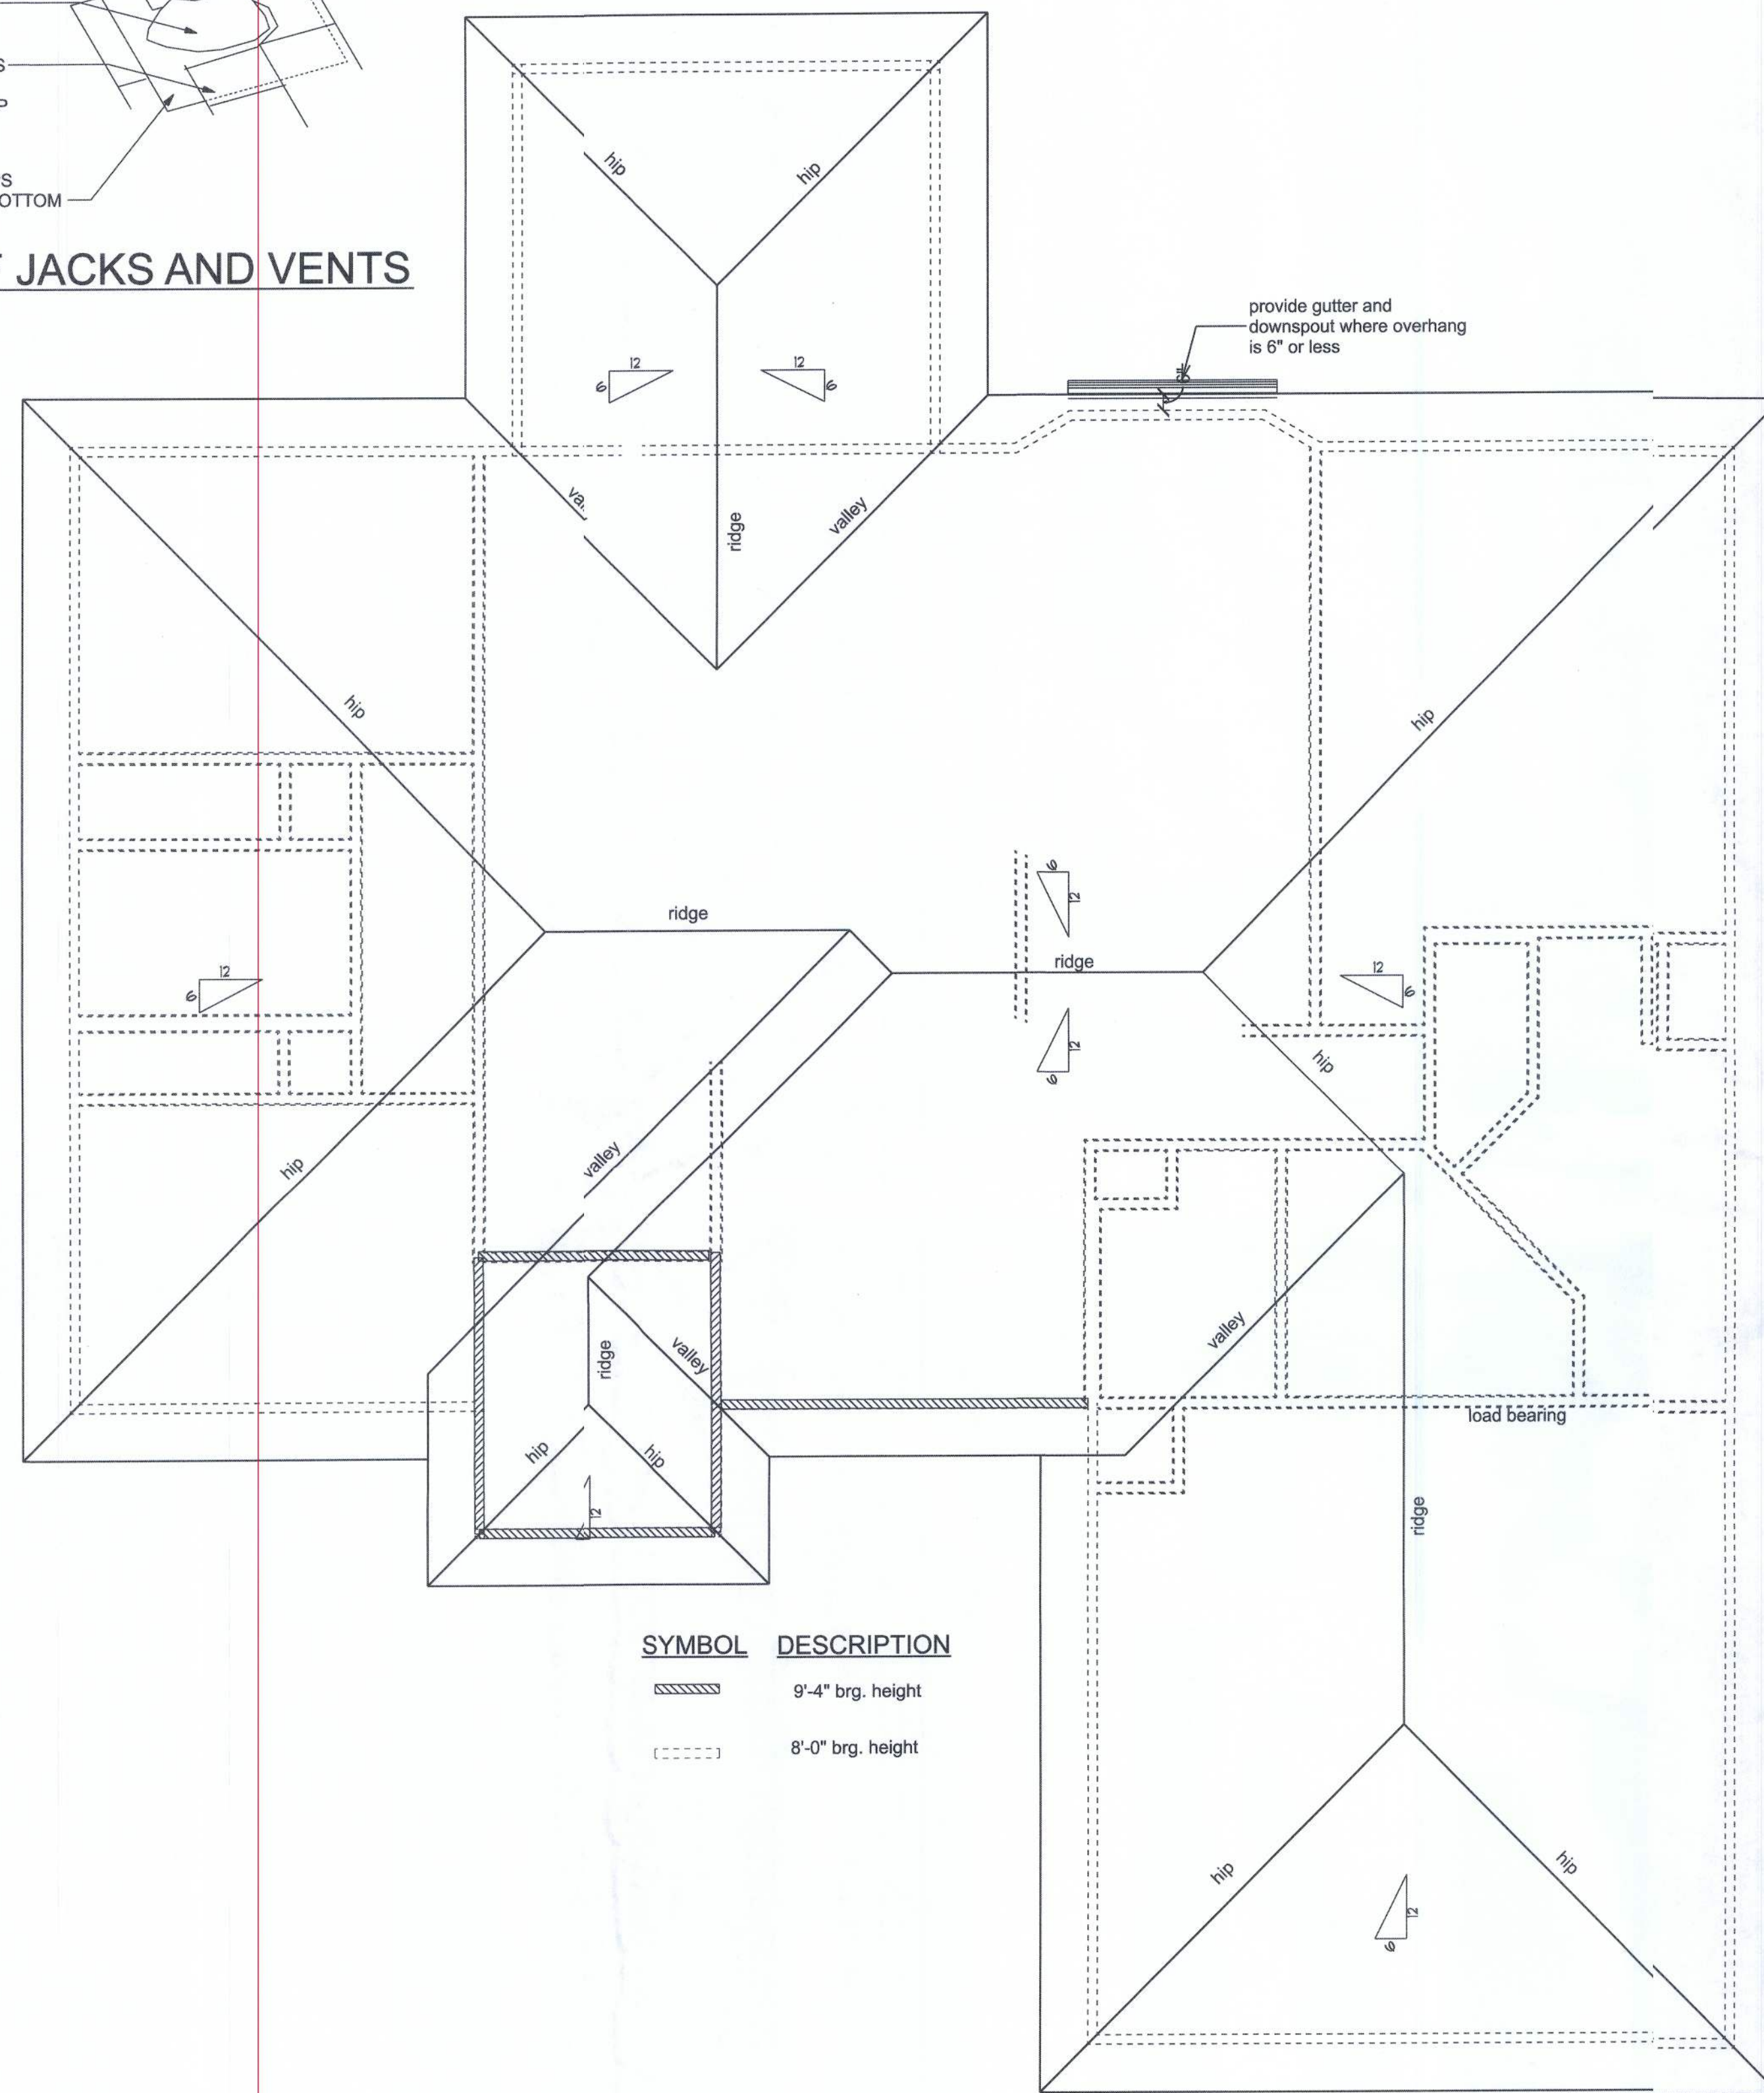 OTTOM
JACKS AND VENTS
hip
hip
provide gutter and
downspout where overhang
is 6" or less
6"
12
6
12
6
ridge
valley
hip
hip
ridge
6
12
ridge
12
6
12
6
12
6
hip
valley
hip
valley
ridge
valley
load bearing
hip
hip
12
ridge
SYMBOL DESCRIPTION
9'-4" brg. height
8'-0" brg. height
hip
hip
12
6